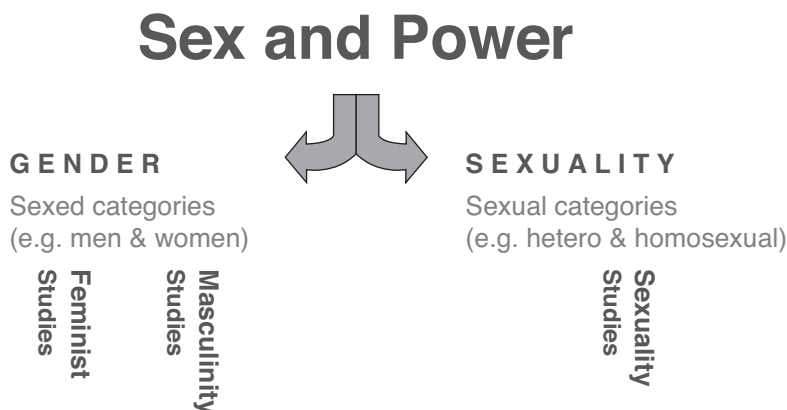 Sex and Power
GENDER
Sexed categories
(e.g. men & women)
Feminist
Studies
Masculinity
Studies
SEXUALITY
Sexual categories
(e.g. hetero & homosexual)
Sexuality
Studies